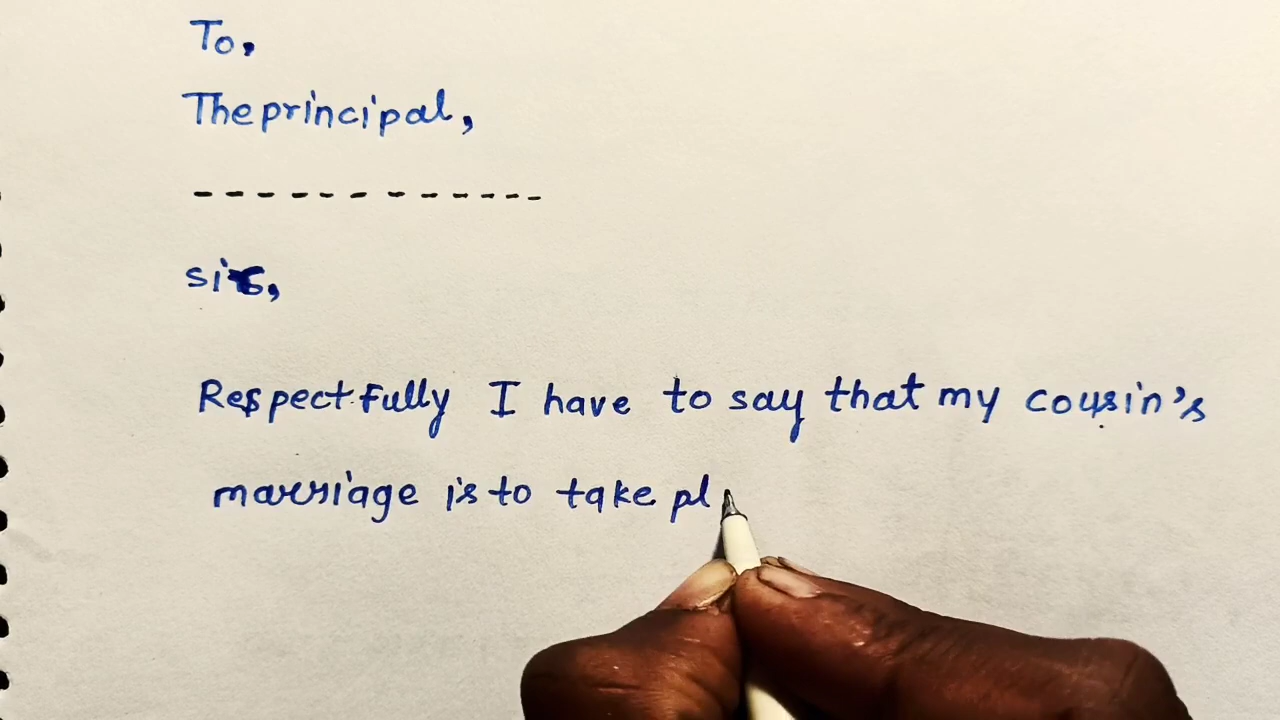 To,
The principal,
------------
sir,
Respectfully I have to say that my cousin's
marriage is to take pl